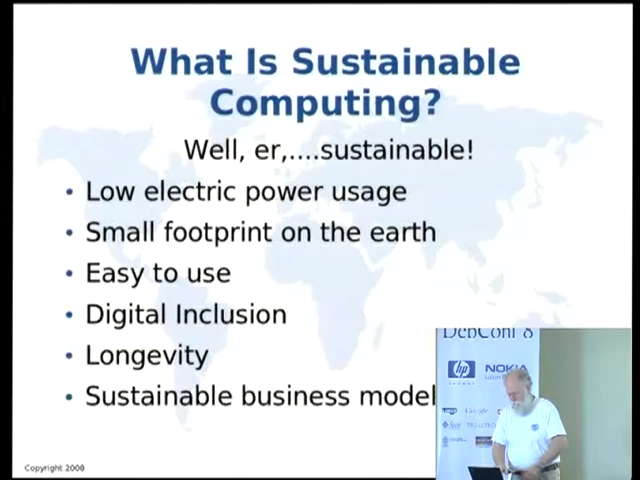 What Is Sustainable
Computing?
Well, er,....sustainable!
• Low electric power usage
• Small footprint on the earth
• Easy to use
• Digital Inclusion
• Longevity
• Sustainable business model
Copyright 2008
DebConf 8
hp
NOKIA
Google
Sun